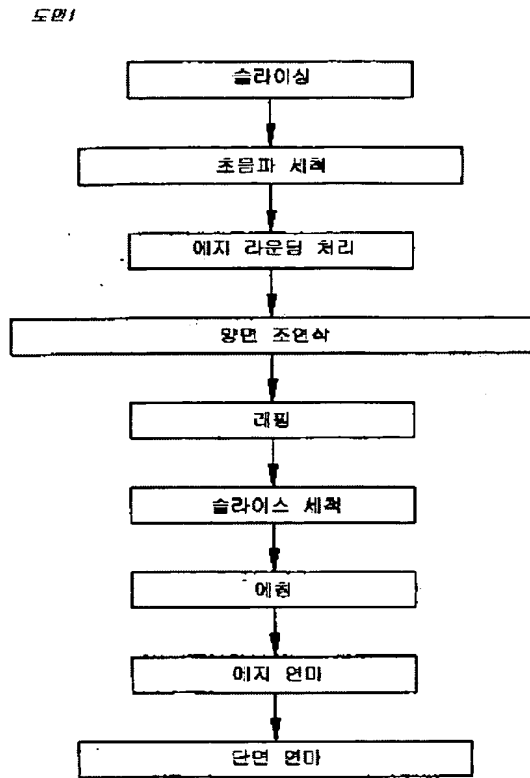 도면1
슬라이싱
초음파 세척
에지 라운딩 처리
양면 조연삭
래핑
슬라이스 세척
에칭
에지 연마
단면 연마